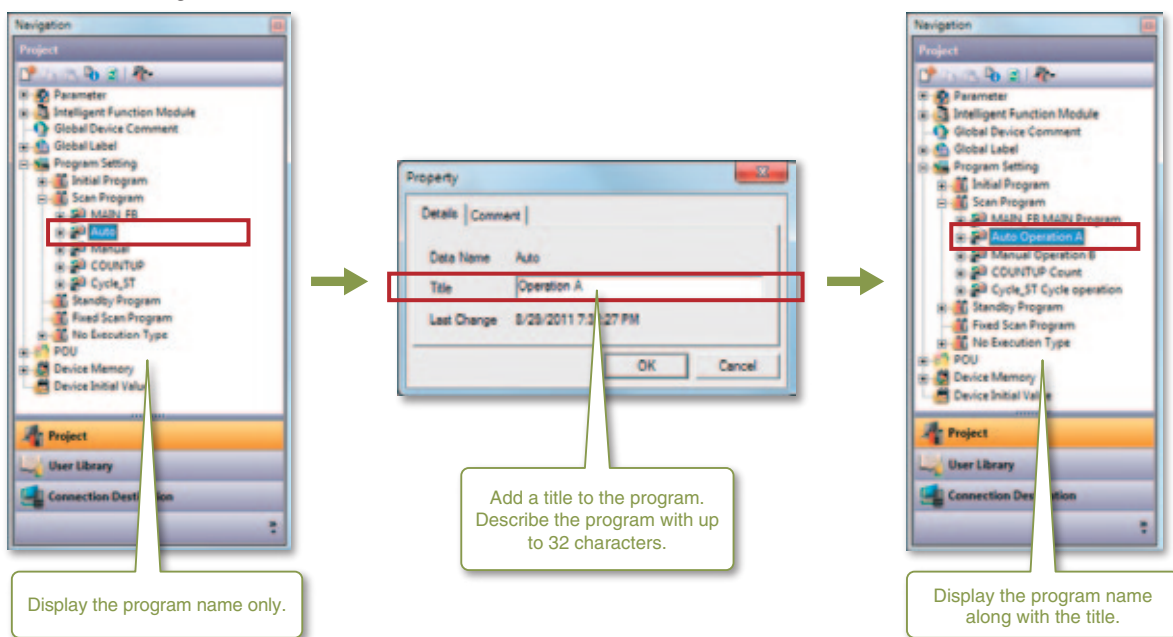 Navigation
Project
Parameter
Intelligent Function Module
Global Device Comment
Global Label
Program Setting
Initial Program
Scan Program
MAIN_FB
Auto
Manual
COUNTUP
Cycle_ST
Standby Program
Fixed Scan Program
No Execution Type
POU
Device Memory
Device Initial
Project
User Library
Connection
Display the program name only.
Property
Details Comment
Data Name Auto
Title Operation A
Last Change 8/29/2011 27 PM
OK Cancel
Add a title to the program.
Describe the program with up
to 32 characters.
Navigation
Project
Parameter
Intelligent Function Module
Global Device Comment
Global Label
Program Setting
Initial Program
Scan Program
MAIN_FB MAIN Program
Auto Operation A
Manual Operation B
COUNTUP Count
Cycle_ST Cycle operation
Standby Program
Fixed Scan Program
No Execution Type
POU
Device Memory
Device Initial
Project
User Library
Connection
Display the program name
along with the title.